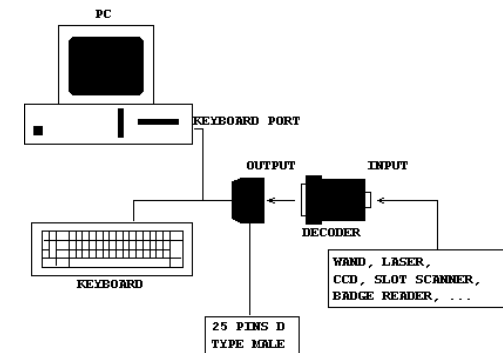 PC
KEYBOARD PORT
OUTPUT
INPUT
DECODER
WAND, LASER,
CCD, SLOT SCANNER,
BADGE READER, ...
KEYBOARD
25 PINS D
TYPE MALE